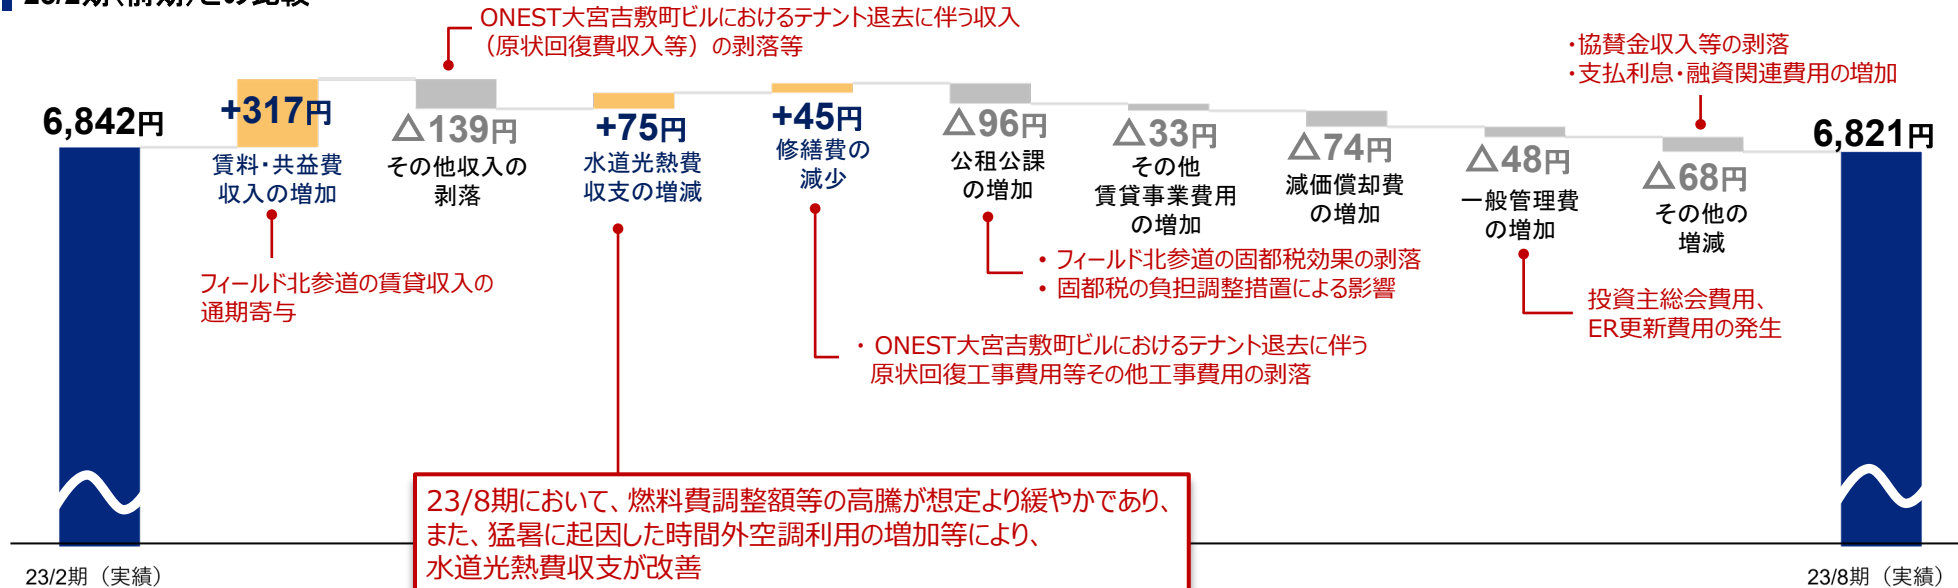 23/2期(前期)との比較
ONEST大宮吉敷町ビルにおけるテナント退去に伴う収入
（原状回復費収入等）の剥落等
・協賛金収入等の剥落
・支払利息・融資関連費用の増加
6,842円
+317円
賃料・共益費
収入の増加
△139円
その他収入の
剥落
+75円
水道光熱費
収支の増減
+45円
修繕費の
減少
△96円
公租公課
の増加
△33円
その他
賃貸事業費用
の増加
△74円
減価償却費
の増加
△48円
一般管理費
の増加
△68円
その他の
増減
6,821円
フィールド北参道の賃貸収入の
通期寄与
・フィールド北参道の固都税効果の剥落
・固都税の負担調整措置による影響
投資主総会費用、
ER更新費用の発生
・ONEST大宮吉敷町ビルにおけるテナント退去に伴う
原状回復工事費用等その他工事費用の剥落
23/8期において、燃料費調整額等の高騰が想定より緩やかであり、
また、猛暑に起因した時間外空調利用の増加等により、
水道光熱費収支が改善
23/2期（実績）
23/8期（実績）